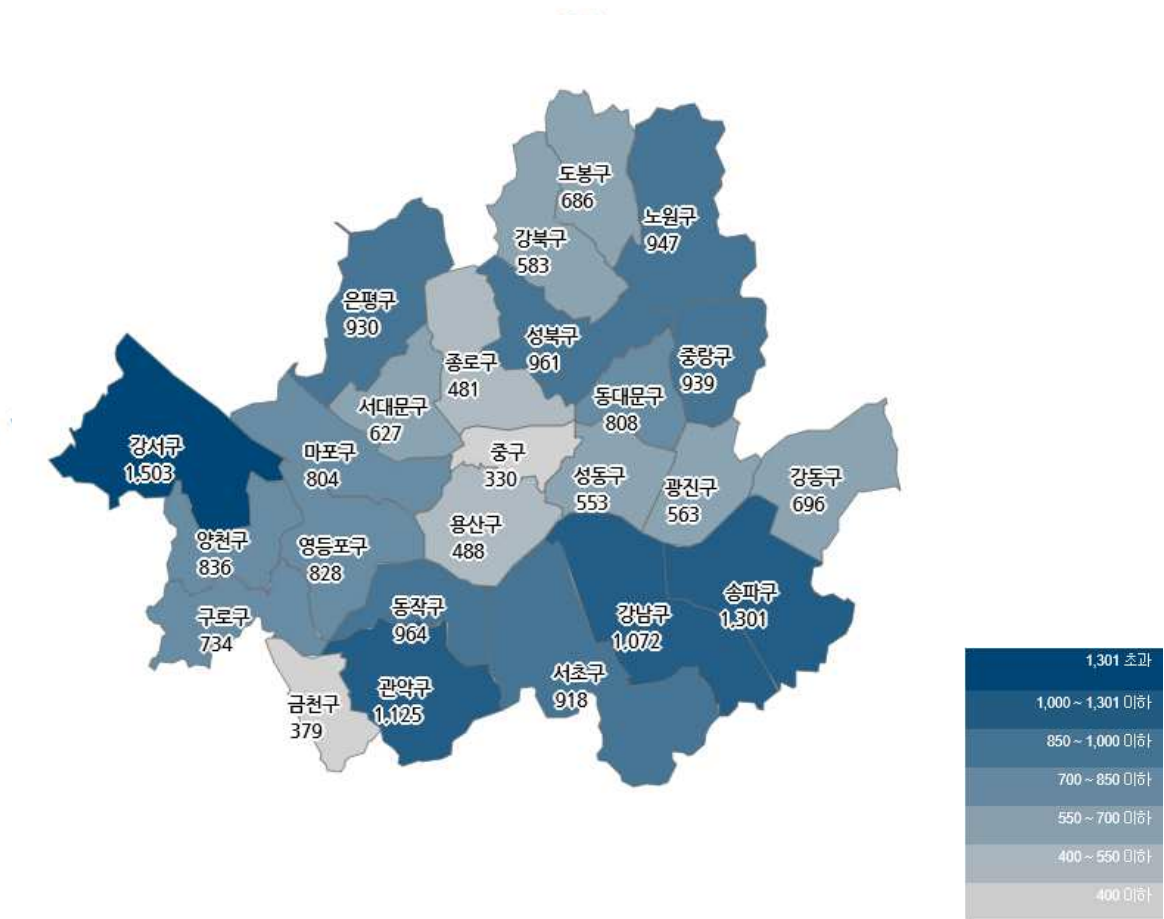 도봉구
686
노원구
947
강북구
583
은평구
930
성북구
961
중랑구
939
종로구
481
동대문구
808
서대문구
627
강서구
1,503
마포구
804
중구
330
성동구
553
광진구
563
강동구
696
양천구
836
영등포구
828
용산구
488
구로구
734
동작구
964
강남구
1,072
송파구
1,301
금천구
379
관악구
1,125
서초구
918
1,301 초과
1,000 ~ 1,301 이하
850 ~ 1,000 이하
700 ~ 850 이하
550 ~ 700 이하
400 ~ 550 이하
400 이하